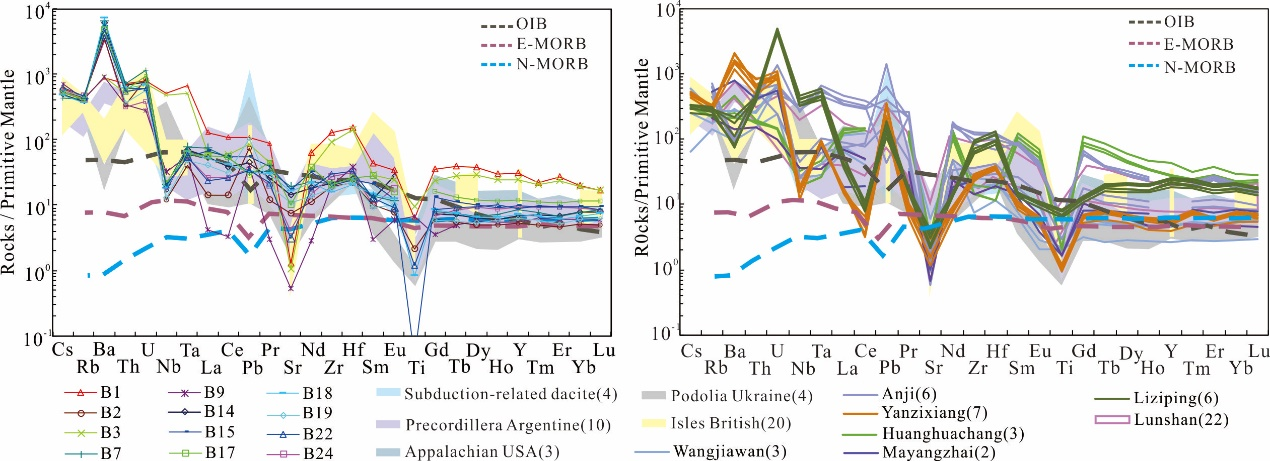 10⁴
10³
10²
10¹
10⁰
10⁻¹
Rocks / Primitive Mantle
OIB
E-MORB
N-MORB
Cs Ba U Ta Ce Pr Nd Hf Eu Gd Dy Y Er Lu
Rb Th Nb La Pb Sr Zr Sm Ti Tb Ho Tm Yb
10⁴
10³
10²
10¹
10⁰
10⁻¹
R0cks/Primitive Mantle
OIB
E-MORB
N-MORB
Cs Ba U Ta Ce Pb Pr Nd Hf Eu Gd Dy Y Er Lu
Rb Th Nb La Sr Zr Sm Ti Tb Ho Tm Yb
B1
B2
B3
B7
B9
B14
B15
B17
B18
B19
B22
B24
Subduction-related dacite(4)
Precordillera Argentine(10)
Appalachian USA(3)
Podolia Ukraine(4)
Isles British(20)
Wangjiawan(3)
Anji(6)
Yanzixiang(7)
Huanghuachang(3)
Mayangzhai(2)
Liziping(6)
Lunshan(22)